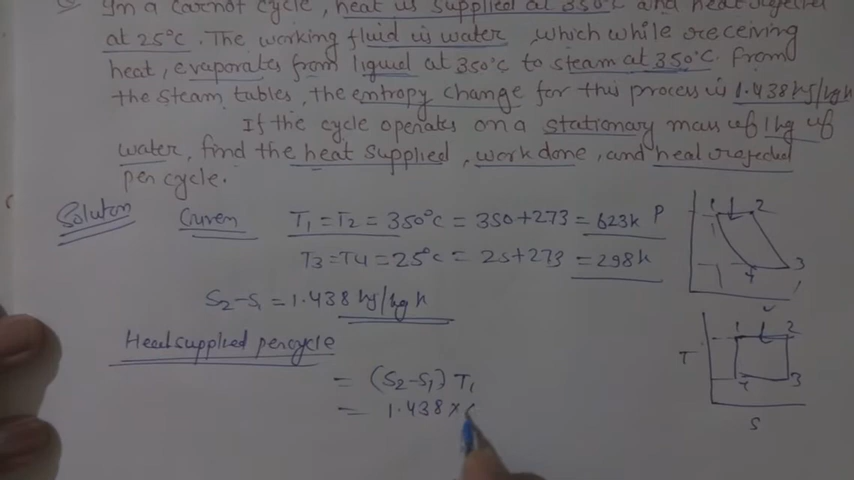 In a Carnot cycle, heat is supplied at 350°C and heat rejected
at 25°C. The working fluid is water, which while receiving
heat, evaporates from liquid at 350°C to steam at 350°C. From
the steam tables, the entropy change for this process is 1.438 kJ/kg k
If the cycle operates on a stationary mass of 1 kg of
water, find the heat supplied, work done, and heat rejected
per cycle.
Soluton Given T1 = T2 = 350°C = 350+273 = 623k
T3 = T4 = 25°C = 25+273 = 298k
S2-S1 = 1.438 kJ/kg k
Heat supplied per cycle
= (S2-S1) T1
= 1.438 ×
P
1 2
4 3
T
1 2
4 3
S